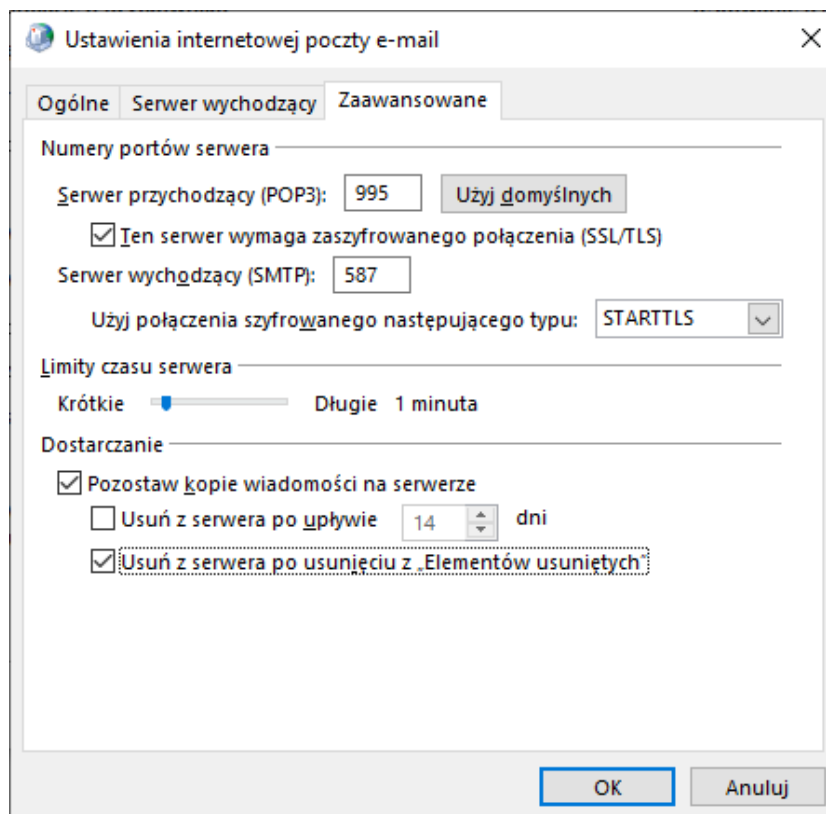 Ustawienia internetowej poczty e-mail
Ogólne Serwer wychodzący Zaawansowane
Numery portów serwera
Serwer przychodzący (POP3): 995 Użyj domyślnych
Ten serwer wymaga zaszyfrowanego połączenia (SSL/TLS)
Serwer wychodzący (SMTP): 587
Użyj połączenia szyfrowanego następującego typu: STARTTLS
Limity czasu serwera
Krótkie Długie 1 minuta
Dostarczanie
Pozostaw kopie wiadomości na serwerze
Usuń z serwera po upływie 14 dni
Usuń z serwera po usunięciu z „Elementów usuniętych”
OK Anuluj